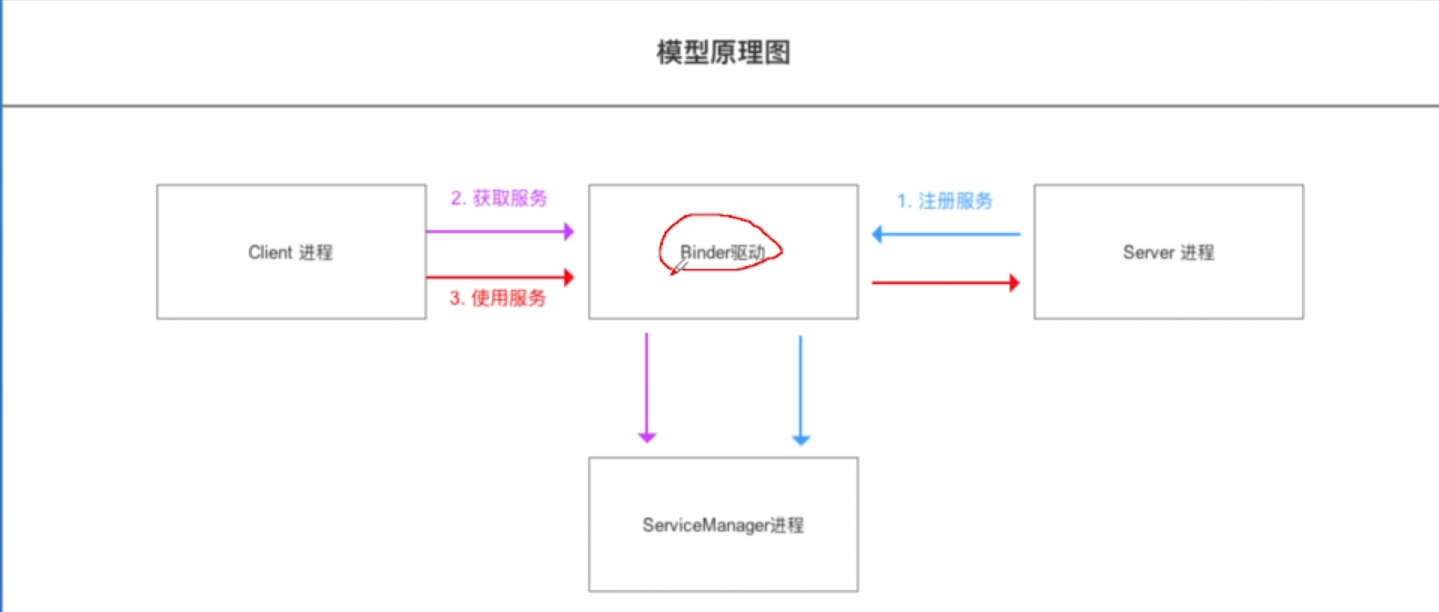 模型原理图
2. 获取服务
1. 注册服务
Client 进程
Binder驱动
Server 进程
3. 使用服务
ServiceManager进程